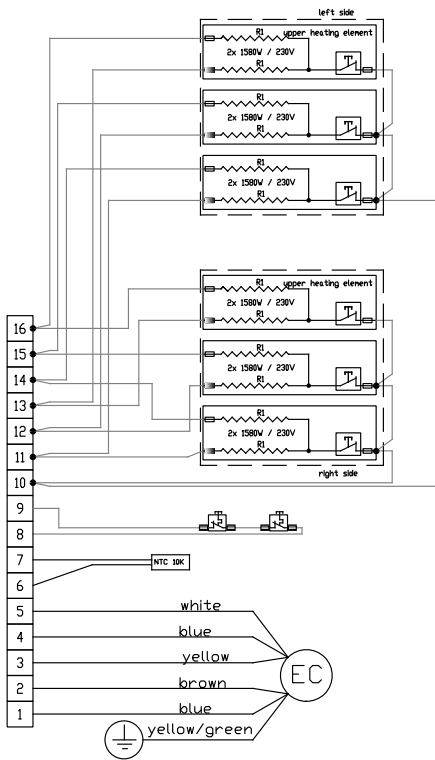 left side
R1
upper heating element
2x 1580W / 230V
R1
R1
2x 1580W / 230V
R1
R1
2x 1580W / 230V
R1
R1
upper heating element
2x 1580W / 230V
R1
R1
2x 1580W / 230V
R1
R1
2x 1580W / 230V
R1
right side
16
15
14
13
12
11
10
9
8
7
NTC 10K
6
5
white
4
blue
3
yellow
2
brown
1
blue
yellow/green
EC